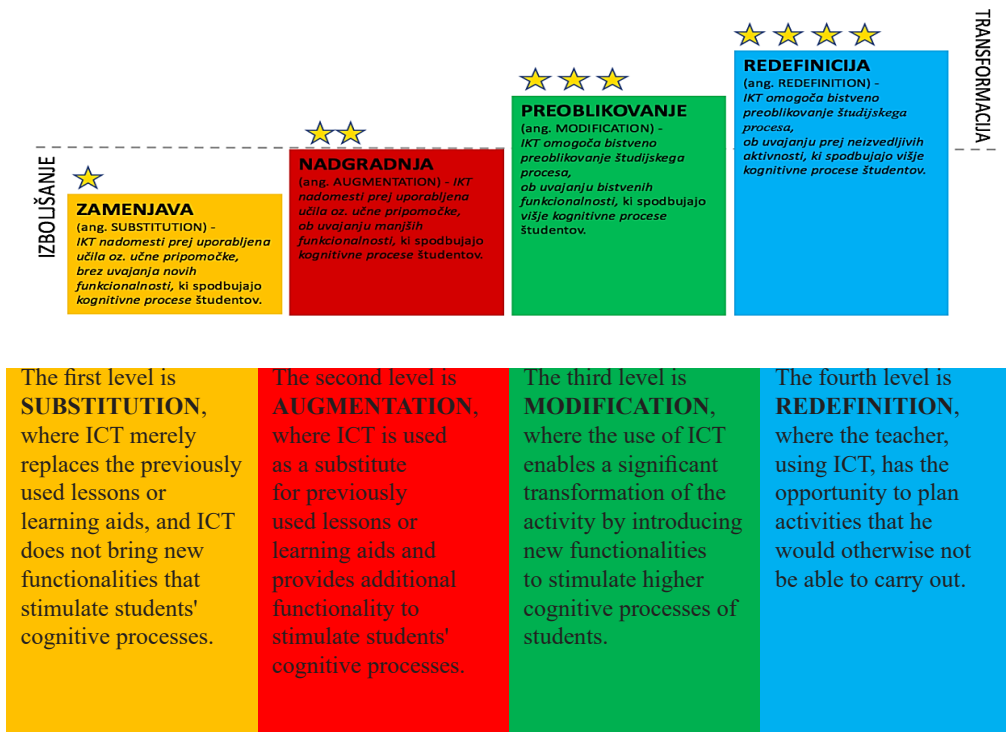 IZBOLJŠANJE
ZAMENJAVA
(ang. SUBSTITUTION) -
IKT nadomesti prej uporabljena
učila oz. učne pripomočke,
brez uvajanja novih
funkcionalnosti, ki spodbujajo
kognitivne procese študentov.
NADGRADNJA
(ang. AUGMENTATION) - IKT
nadomesti prej uporabljena
učila oz. učne pripomočke,
ob uvajanju manjših
funkcionalnosti, ki spodbujajo
kognitivne procese študentov.
PREOBLIKOVANJE
(ang. MODIFICATION) -
IKT omogoča bistveno
preoblikovanje študijskega
procesa,
ob uvajanju bistvenih
funkcionalnosti, ki spodbujajo
višje kognitivne procese
študentov.
REDEFINICIJA
(ang. REDEFINITION) -
IKT omogoča bistveno
preoblikovanje študijskega
procesa,
ob uvajanju prej neizvedljivih
aktivnosti, ki spodbujajo višje
kognitivne procese študentov.
TRANSFORMACIJA
The first level is
SUBSTITUTION,
where ICT merely
replaces the previously
used lessons or
learning aids, and ICT
does not bring new
functionalities that
stimulate students'
cognitive processes.
The second level is
AUGMENTATION,
where ICT is used
as a substitute
for previously
used lessons or
learning aids and
provides additional
functionality to
stimulate students'
cognitive processes.
The third level is
MODIFICATION,
where the use of ICT
enables a significant
transformation of the
activity by introducing
new functionalities
to stimulate higher
cognitive processes of
students.
The fourth level is
REDEFINITION,
where the teacher,
using ICT, has the
opportunity to plan
activities that he
would otherwise not
be able to carry out.